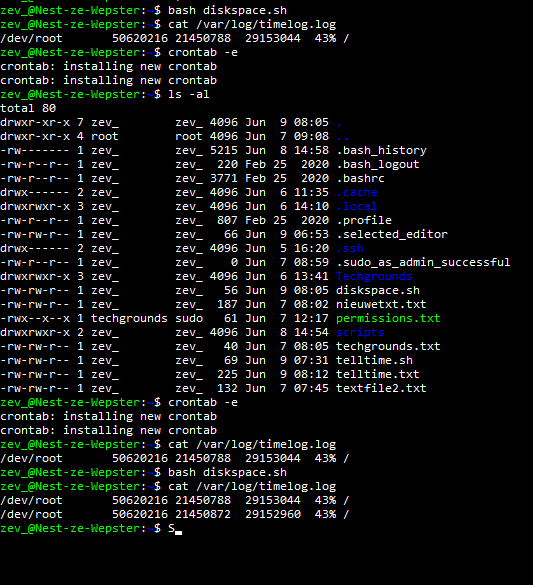 zev_@Nest-ze-Wepster:~$ bash diskspace.sh
zev_@Nest-ze-Wepster:~$ cat /var/log/timelog.log
/dev/root       50620216 21450788  29153044  43% /
zev_@Nest-ze-Wepster:~$ crontab -e
crontab: installing new crontab
crontab: installing new crontab
zev_@Nest-ze-Wepster:~$ ls -al
total 80
drwxr-xr-x 7 zev_       zev_ 4096 Jun  9 08:05 .
drwxr-xr-x 4 root       root 4096 Jun  7 09:08 ..
-rw------- 1 zev_       zev_ 5215 Jun  8 14:58 .bash_history
-rw-r--r-- 1 zev_       zev_  220 Feb 25  2020 .bash_logout
-rw-r--r-- 1 zev_       zev_ 3771 Feb 25  2020 .bashrc
drwx------ 2 zev_       zev_ 4096 Jun  6 11:35 .cache
drwxrwxr-x 3 zev_       zev_ 4096 Jun  6 14:10 .local
-rw-r--r-- 1 zev_       zev_  807 Feb 25  2020 .profile
-rw-rw-r-- 1 zev_       zev_   66 Jun  9 06:53 .selected_editor
drwx------ 2 zev_       zev_ 4096 Jun  5 16:20 .ssh
-rw-r--r-- 1 zev_       zev_    0 Jun  7 08:59 .sudo_as_admin_successful
drwxrwxr-x 3 zev_       zev_ 4096 Jun  6 13:41 Techgrounds
-rw-rw-r-- 1 zev_       zev_   56 Jun  9 08:05 diskspace.sh
-rw-rw-r-- 1 zev_       zev_  187 Jun  7 08:02 nieuwetxt.txt
-rwx--x--x 1 techgrounds sudo   61 Jun  7 12:17 permissions.txt
drwxrwxr-x 2 zev_       zev_ 4096 Jun  8 14:54 scripts
-rw-rw-r-- 1 zev_       zev_   40 Jun  7 08:05 techgrounds.txt
-rw-rw-r-- 1 zev_       zev_   69 Jun  9 07:31 telltime.sh
-rw-rw-r-- 1 zev_       zev_  225 Jun  9 08:12 telltime.txt
-rw-rw-r-- 1 zev_       zev_  132 Jun  7 07:45 textfile2.txt
zev_@Nest-ze-Wepster:~$ crontab -e
crontab: installing new crontab
crontab: installing new crontab
zev_@Nest-ze-Wepster:~$ cat /var/log/timelog.log
/dev/root       50620216 21450788  29153044  43% /
zev_@Nest-ze-Wepster:~$ bash diskspace.sh
zev_@Nest-ze-Wepster:~$ cat /var/log/timelog.log
/dev/root       50620216 21450788  29153044  43% /
/dev/root       50620216 21450872  29152960  43% /
zev_@Nest-ze-Wepster:~$ S